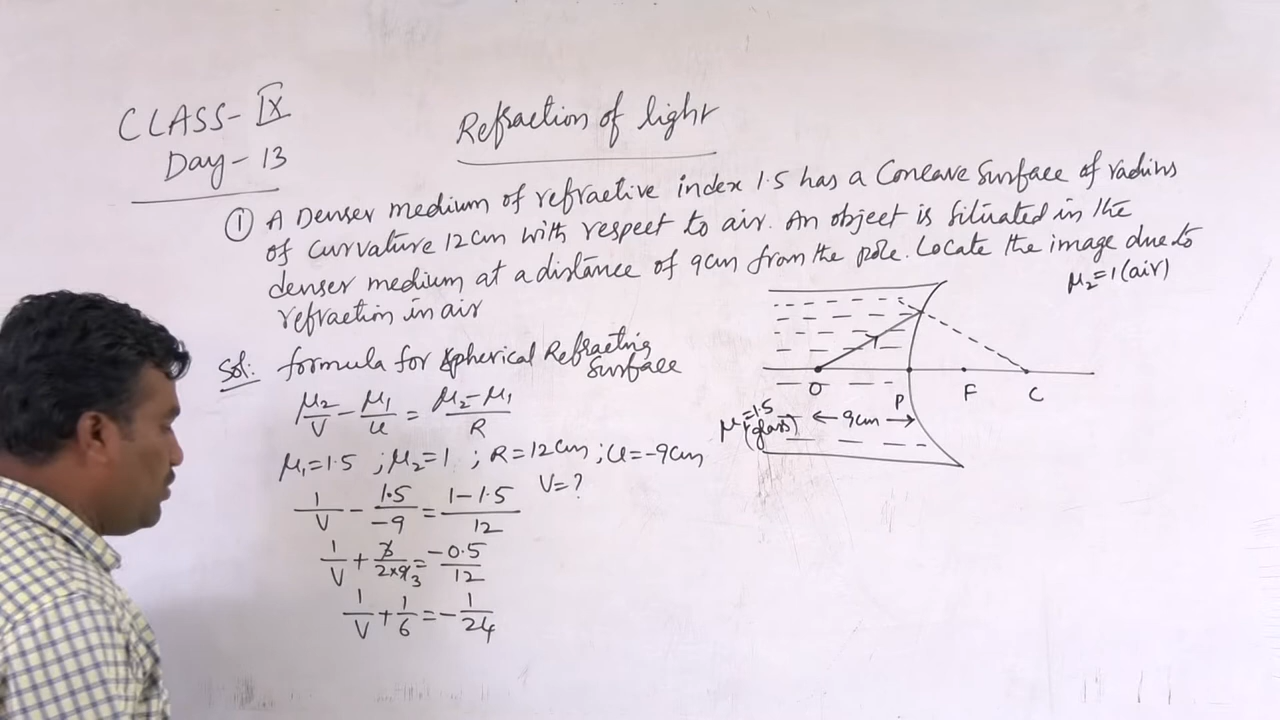 CLASS-IX
Day-13
Refraction of light
① A Denser medium of refractive index 1.5 has a Concave Surface of radius
of curvature 12cm with respect to air. An object is situated in the
denser medium at a distance of 9cm from the pole. Locate the image due to
refraction in air
μ₂=1(air)
Sol: formula for Spherical Refracting
Surface
μ₂/V - μ₁/u = μ₂-μ₁/R
μ₁=1.5 ; μ₂=1 ; R=12cm ; u=-9cm
V=?
1/V - 1.5/-9 = 1-1.5/12
1/V + 3/2×9 3 = -0.5/12
1/V + 1/6 = -1/24
O P F C
μ₁=1.5
(glass)
9cm